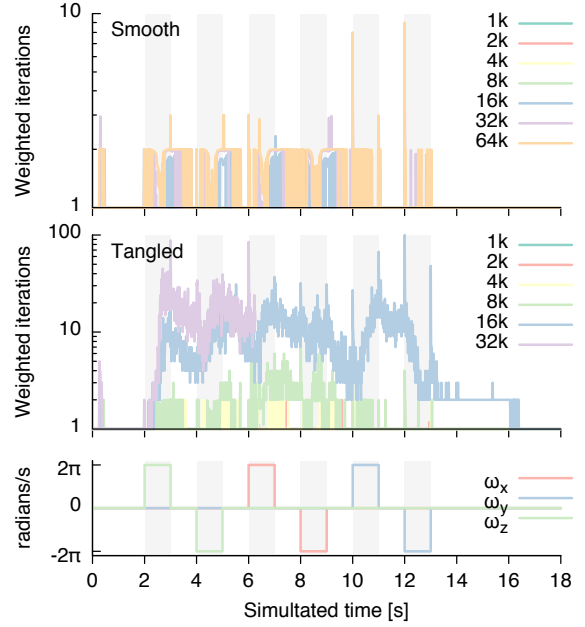 10
Smooth
1k
2k
4k
8k
16k
32k
64k
Weighted iterations
1
100
Tangled
1k
2k
4k
8k
16k
32k
10
Weighted iterations
1
2π
0
-2π
radians/s
ωx
ωy
ωz
0 2 4 6 8 10 12 14 16 18
Simultated time [s]